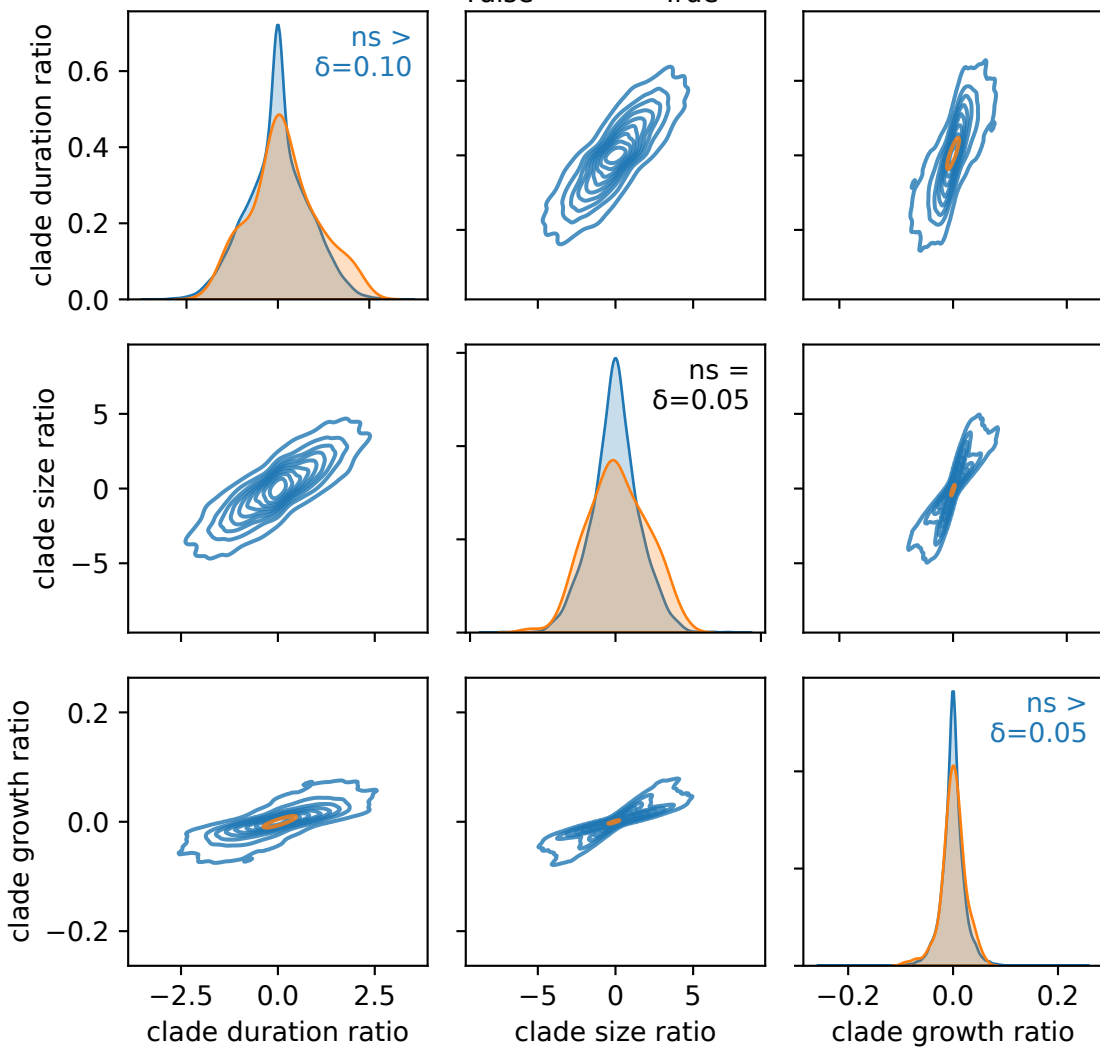 clade duration ratio
0.6
0.4
0.2
0.0
ns >
δ=0.10
clade size ratio
5
0
−5
ns =
δ=0.05
clade growth ratio
0.2
0.0
−0.2
ns >
δ=0.05
−2.5 0.0 2.5
−5 0 5
−0.2 0.0 0.2
clade duration ratio
clade size ratio
clade growth ratio